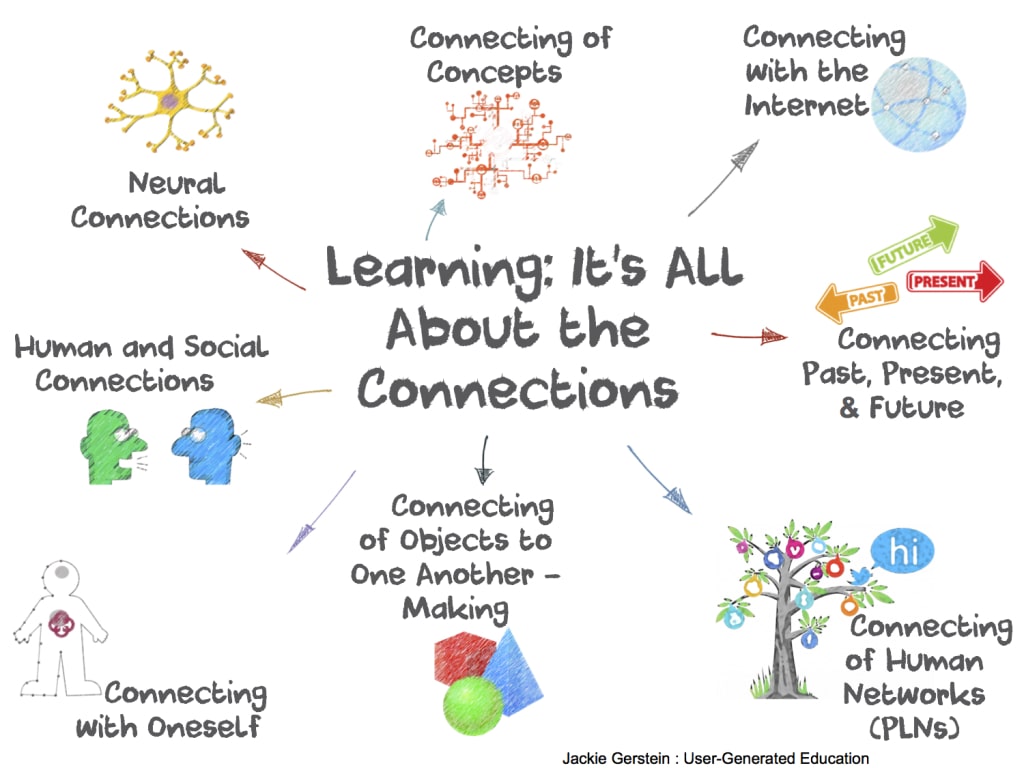 Connecting of
Concepts
Connecting
with the
Internet
Neural
Connections
Learning: It's All
About the
Connections
FUTURE
PRESENT
PAST
Connecting
Past, Present,
& Future
Human and Social
Connections
Connecting
of Objects to
One Another -
Making
hi
Connecting
of Human
Networks
(PLNs)
Connecting
with Oneself
Jackie Gerstein : User-Generated Education